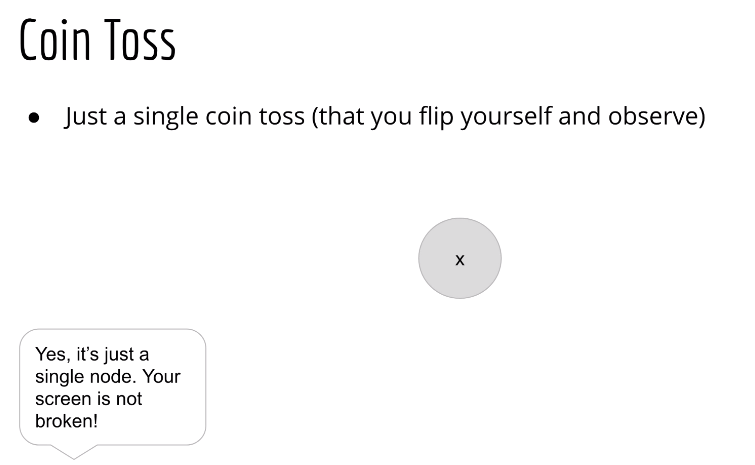 Coin Toss
● Just a single coin toss (that you flip yourself and observe)
x
Yes, it's just a
single node. Your
screen is not
broken!